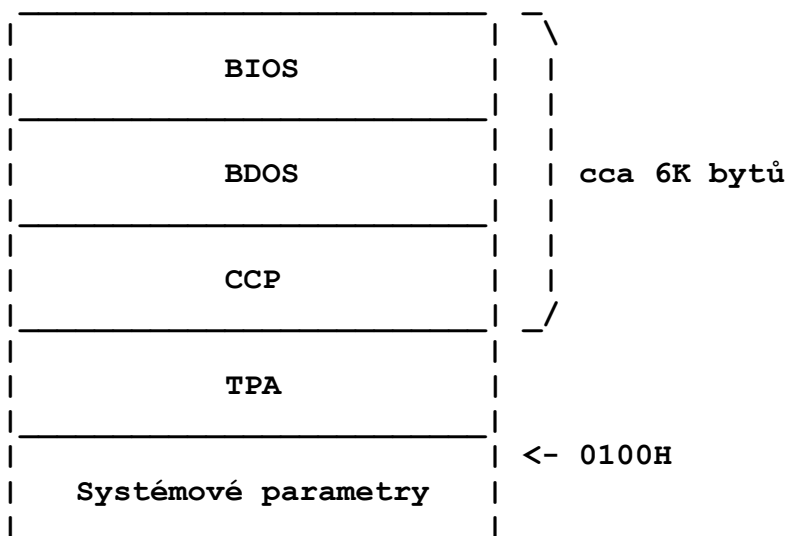 BIOS
BDOS
cca 6K bytů
CCP
TPA
<- 0100H
Systémové parametry